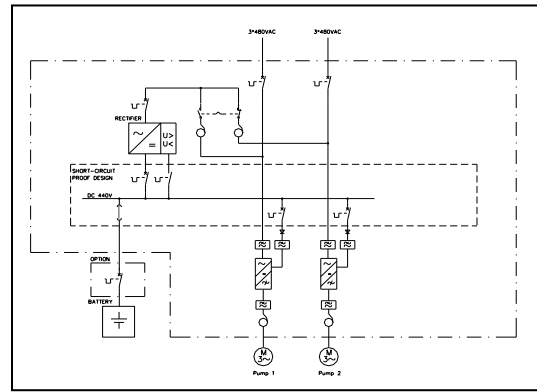 3*480VAC 3*480VAC
RECTIFIER
U>
U<
SHORT-CIRCUIT
PROOF DESIGN
DC 440V
OPTION
BATTERY
M M
3~ 3~
Pump 1 Pump 2